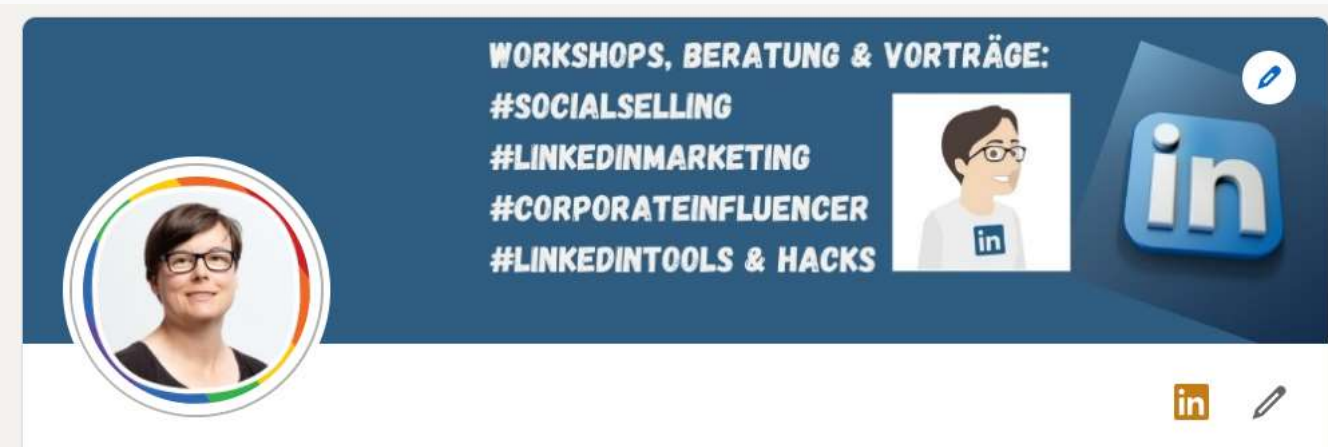 WORKSHOPS, BERATUNG & VORTRÄGE:
#SOCIALSELLING
#LINKEDINMARKETING
#CORPORATEINFLUENCER
#LINKEDINTOOLS & HACKS
in
in
in